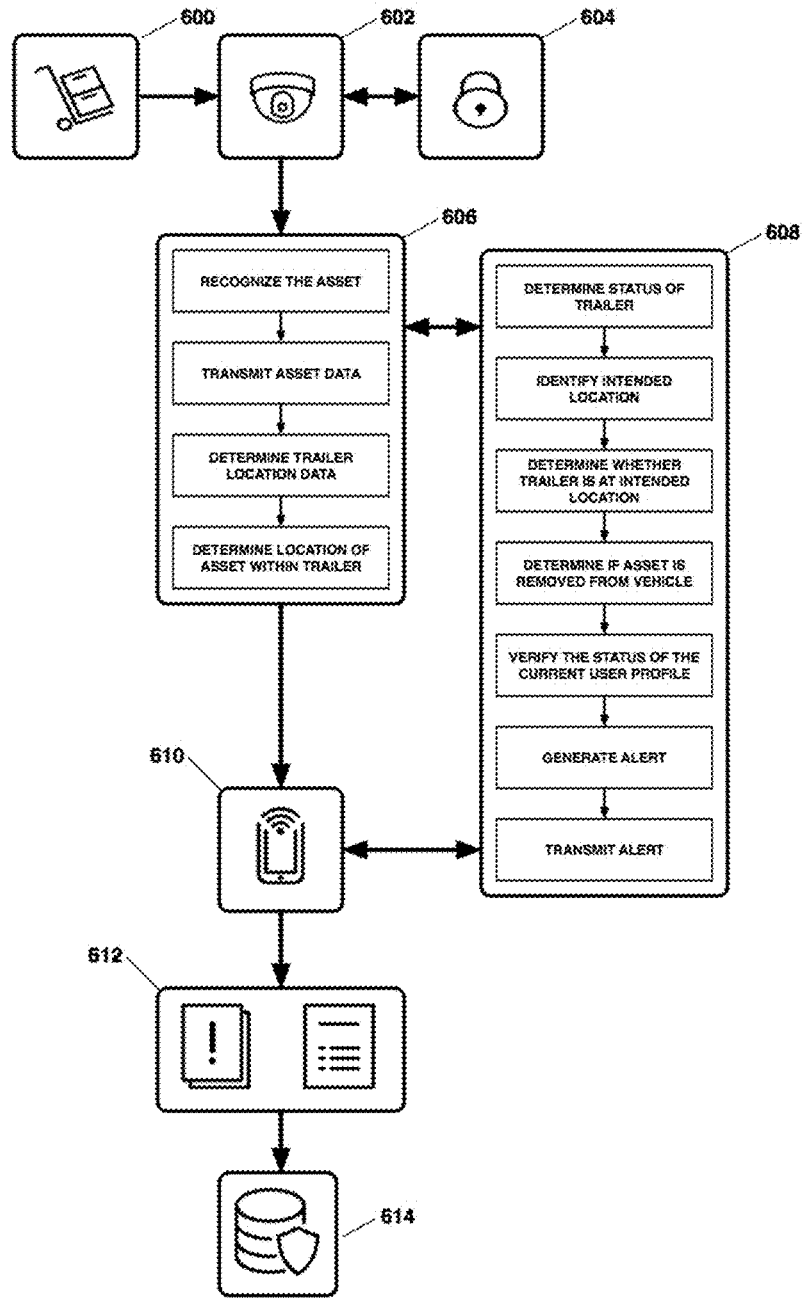 600
602
604
606
RECOGNIZE THE ASSET
TRANSMIT ASSET DATA
DETERMINE TRAILER
LOCATION DATA
DETERMINE LOCATION OF
ASSET WITHIN TRAILER
608
DETERMINE STATUS OF
TRAILER
IDENTIFY INTENDED
LOCATION
DETERMINE WHETHER
TRAILER IS AT INTENDED
LOCATION
DETERMINE IF ASSET IS
REMOVED FROM VEHICLE
VERIFY THE STATUS OF THE
CURRENT USER PROFILE
GENERATE ALERT
TRANSMIT ALERT
610
612
614